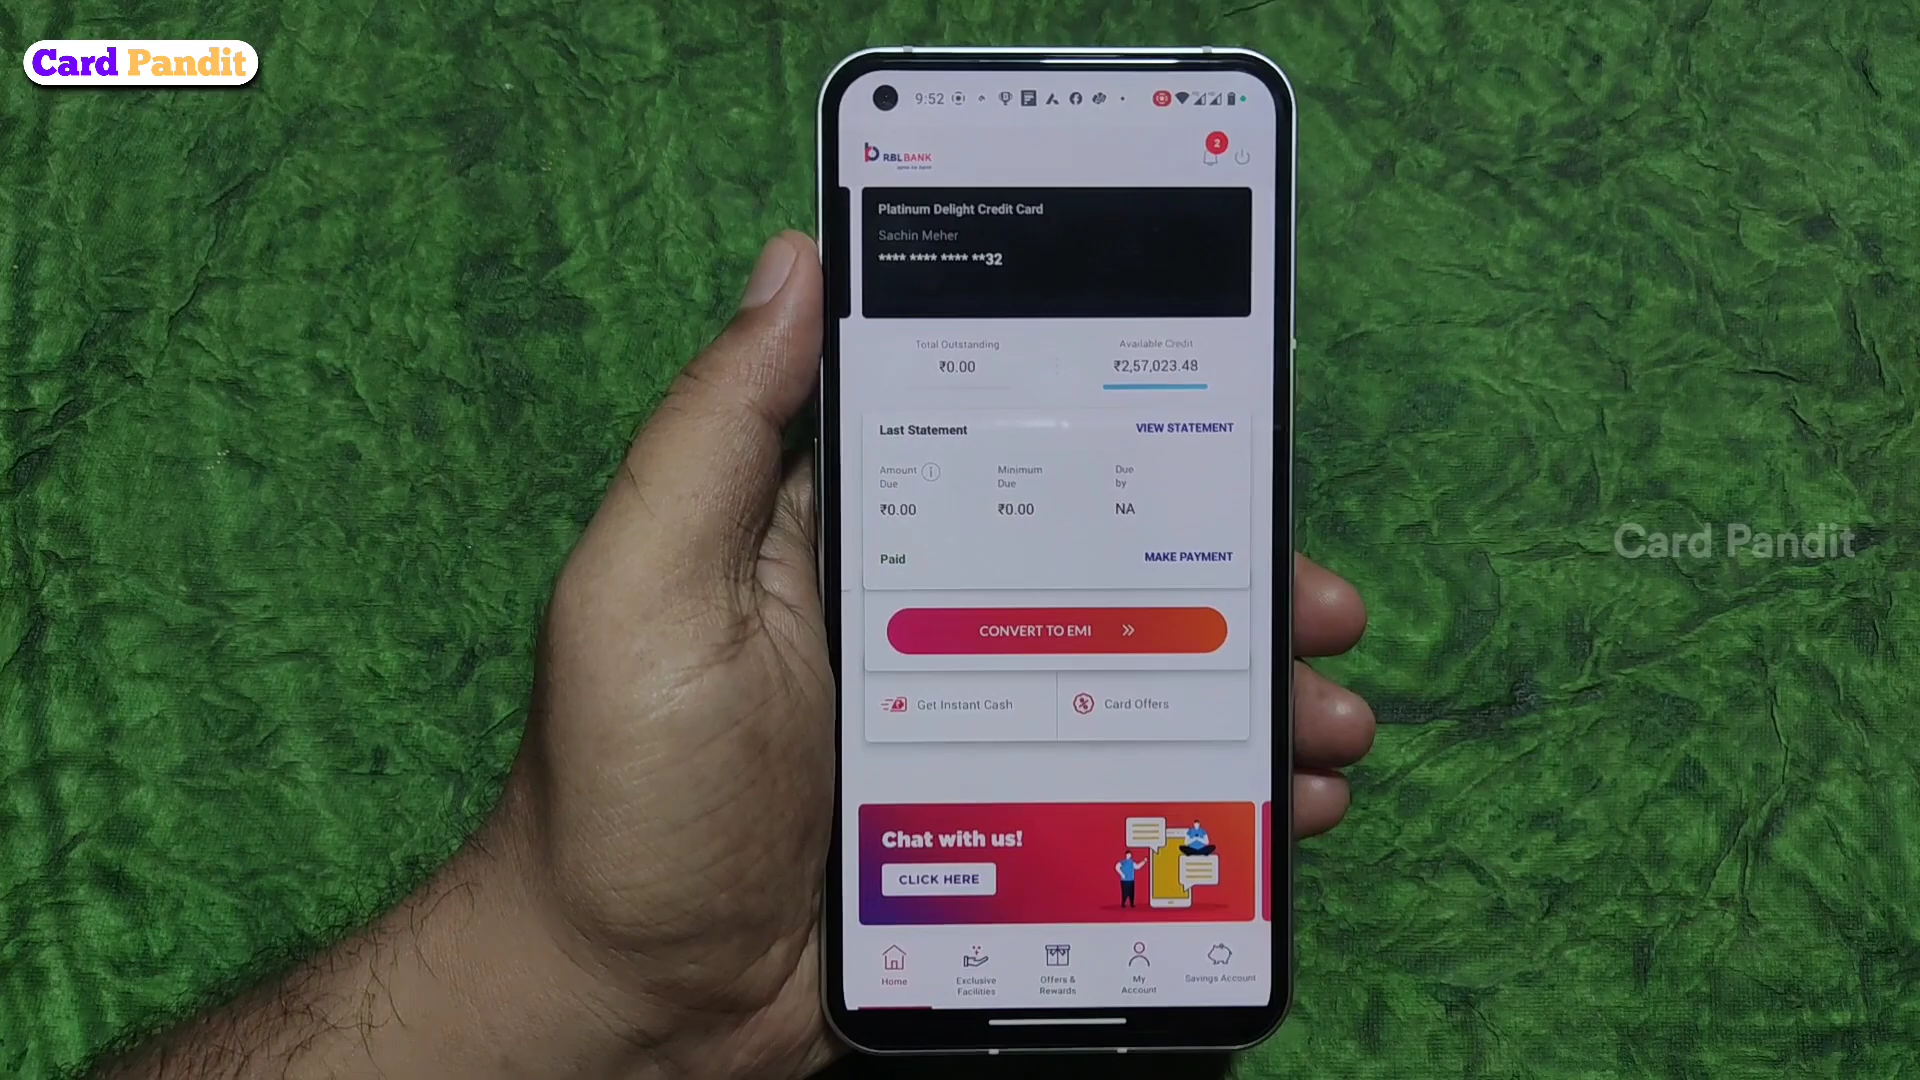 Card Pandit
9:52
2
RBL BANK
Platinum Delight Credit Card
Sachin Meher
**** **** **** **32
Total Outstanding
Available Credit
₹0.00
₹2,57,023.48
Last Statement
VIEW STATEMENT
Amount Due
Minimum Due
Due by
₹0.00
₹0.00
NA
Paid
MAKE PAYMENT
CONVERT TO EMI
Get Instant Cash
Card Offers
Chat with us!
CLICK HERE
Home
Exclusive Facilities
Offers & Rewards
My Account
Savings Account
Card Pandit